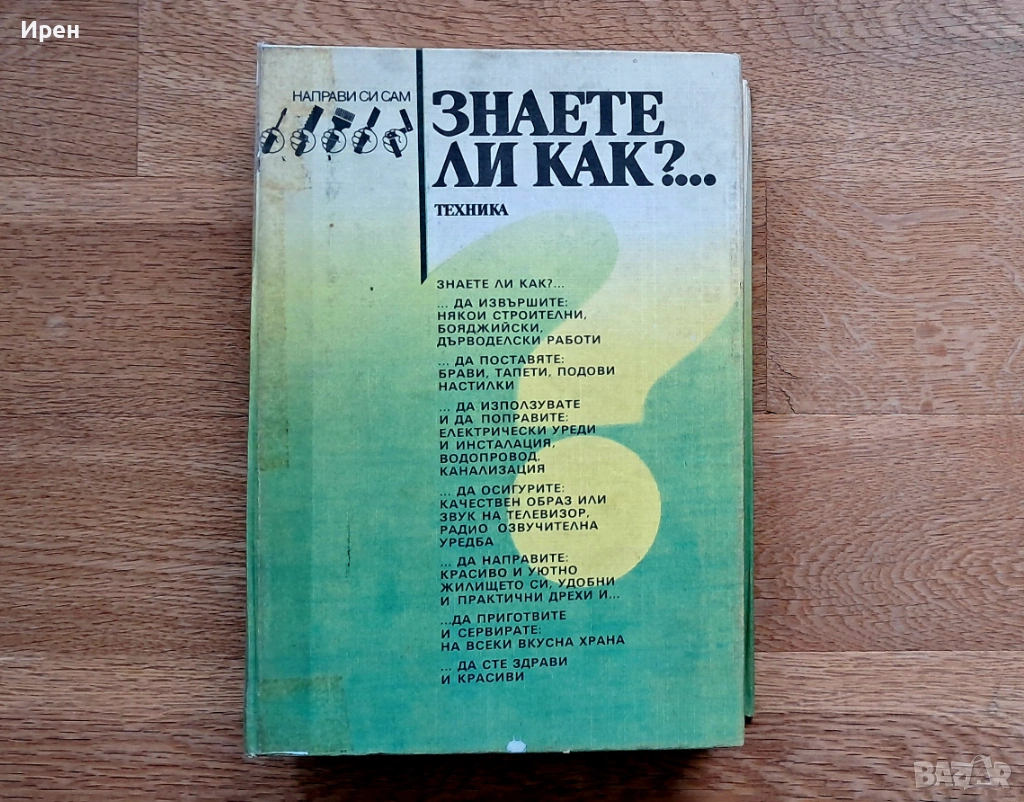 Ирен
НАПРАВИ СИ САМ
ЗНАЕТЕ
ЛИ КАК?...
ТЕХНИКА
ЗНАЕТЕ ЛИ КАК?...
... ДА ИЗВЪРШИТЕ:
НЯКОИ СТРОИТЕЛНИ,
БОЯДЖИЙСКИ,
ДЪРВОДЕЛСКИ РАБОТИ
... ДА ПОСТАВЯТЕ:
БРАВИ, ТАПЕТИ, ПОДОВИ
НАСТИЛКИ
... ДА ИЗПОЛЗУВАТЕ
И ДА ПОПРАВИТЕ:
ЕЛЕКТРИЧЕСКИ УРЕДИ
И ИНСТАЛАЦИЯ,
ВОДОПРОВОД,
КАНАЛИЗАЦИЯ
... ДА ОСИГУРИТЕ:
КАЧЕСТВЕН ОБРАЗ ИЛИ
ЗВУК НА ТЕЛЕВИЗОР,
РАДИО ОЗВУЧИТЕЛНА
УРЕДБА
... ДА НАПРАВИТЕ:
КРАСИВО И УЮТНО
ЖИЛИЩЕТО СИ, УДОБНИ
И ПРАКТИЧНИ ДРЕХИ И...
...ДА ПРИГОТВИТЕ
И СЕРВИРАТЕ:
НА ВСЕКИ ВКУСНА ХРАНА
... ДА СТЕ ЗДРАВИ
И КРАСИВИ
BAZAR